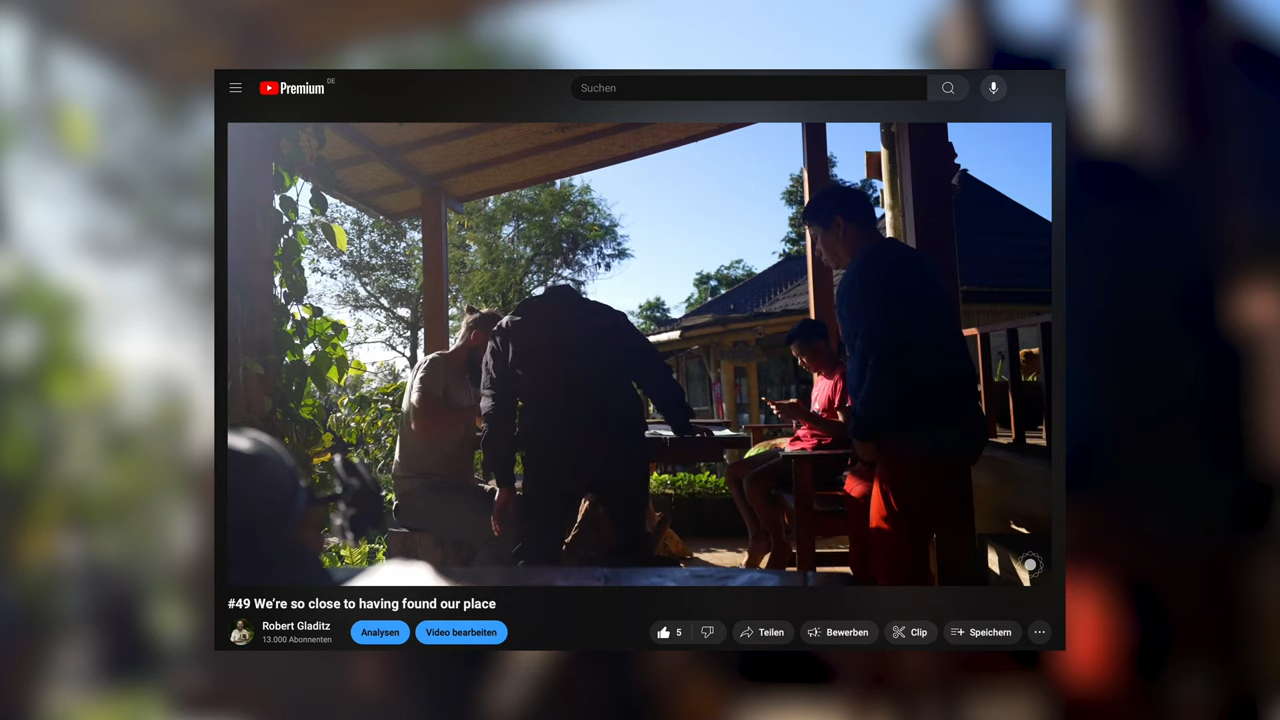 Premium DE
Suchen
#49 We're so close to having found our place
Robert Gladitz
13.000 Abonnenten
Analysen
Video bearbeiten
5
Teilen
Bewerben
Clip
Speichern